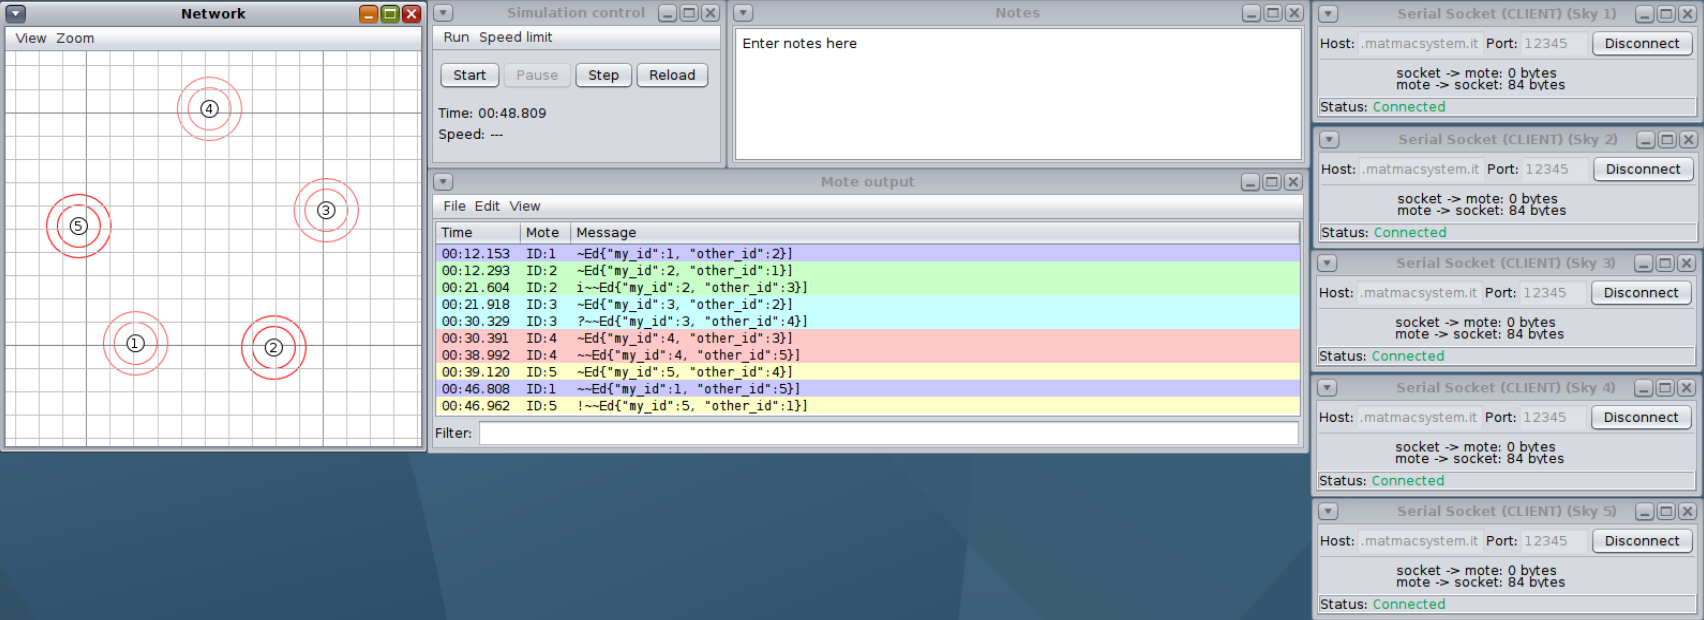 Network
View Zoom
4
3
5
1
2
Simulation control
Run Speed limit
Start Pause Step Reload
Time: 00:48.809
Speed: ---
Notes
Enter notes here
Mote output
File Edit View
Time Mote Message
00:12.153 ID:1 ~Ed{"my_id":1, "other_id":2}]
00:12.293 ID:2 ~Ed{"my_id":2, "other_id":1}]
00:21.604 ID:2 i~~Ed{"my_id":2, "other_id":3}]
00:21.918 ID:3 ~Ed{"my_id":3, "other_id":2}]
00:30.329 ID:3 ?~~Ed{"my_id":3, "other_id":4}]
00:30.391 ID:4 ~Ed{"my_id":4, "other_id":3}]
00:38.992 ID:4 ~~Ed{"my_id":4, "other_id":5}]
00:39.120 ID:5 ~Ed{"my_id":5, "other_id":4}]
00:46.808 ID:1 ~~Ed{"my_id":1, "other_id":5}]
00:46.962 ID:5 !~~Ed{"my_id":5, "other_id":1}]
Filter:
Serial Socket (CLIENT) (Sky 1)
Host: .matmacsystem.it Port: 12345 Disconnect
socket -> mote: 0 bytes
mote -> socket: 84 bytes
Status: Connected
Serial Socket (CLIENT) (Sky 2)
Host: .matmacsystem.it Port: 12345 Disconnect
socket -> mote: 0 bytes
mote -> socket: 84 bytes
Status: Connected
Serial Socket (CLIENT) (Sky 3)
Host: .matmacsystem.it Port: 12345 Disconnect
socket -> mote: 0 bytes
mote -> socket: 84 bytes
Status: Connected
Serial Socket (CLIENT) (Sky 4)
Host: .matmacsystem.it Port: 12345 Disconnect
socket -> mote: 0 bytes
mote -> socket: 84 bytes
Status: Connected
Serial Socket (CLIENT) (Sky 5)
Host: .matmacsystem.it Port: 12345 Disconnect
socket -> mote: 0 bytes
mote -> socket: 84 bytes
Status: Connected